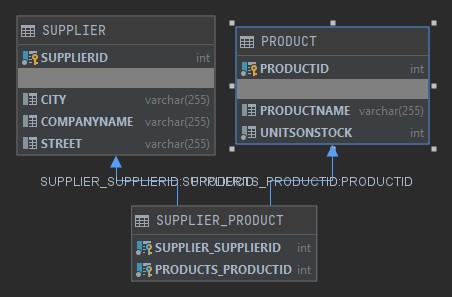 SUPPLIER
SUPPLIERID int
CITY varchar(255)
COMPANYNAME varchar(255)
STREET varchar(255)
PRODUCT
PRODUCTID int
PRODUCTNAME varchar(255)
UNITSONSTOCK int
SUPPLIER_SUPPLIERID:SUPPLIERID
PRODUCTS_PRODUCTID:PRODUCTID
SUPPLIER_PRODUCT
SUPPLIER_SUPPLIERID int
PRODUCTS_PRODUCTID int